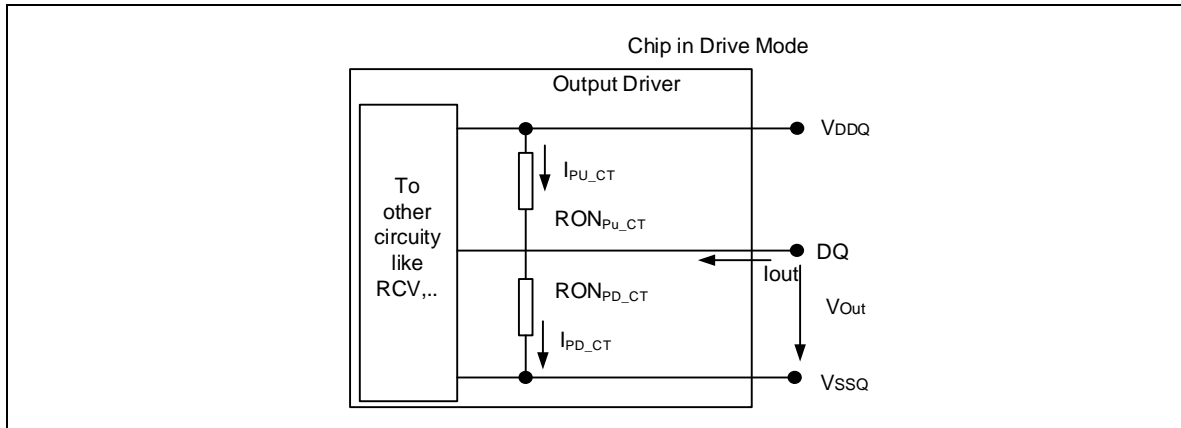 Chip in Drive Mode
Output Driver
VDDQ
IPU_CT
To
other
circuity
like
RCV,..
RONPu_CT
DQ
Iout
RONPD_CT
VOut
IPD_CT
VSSQ